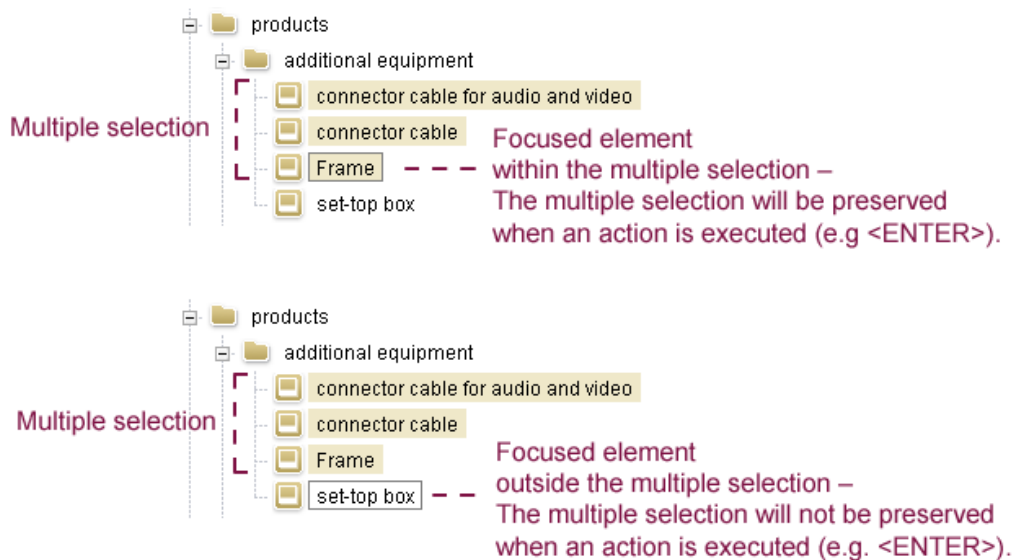 products
additional equipment
connector cable for audio and video
Multiple selection
connector cable
Frame
set-top box
Focused element
within the multiple selection –
The multiple selection will be preserved
when an action is executed (e.g <ENTER>).
products
additional equipment
connector cable for audio and video
Multiple selection
connector cable
Frame
set-top box
Focused element
outside the multiple selection –
The multiple selection will not be preserved
when an action is executed (e.g. <ENTER>).